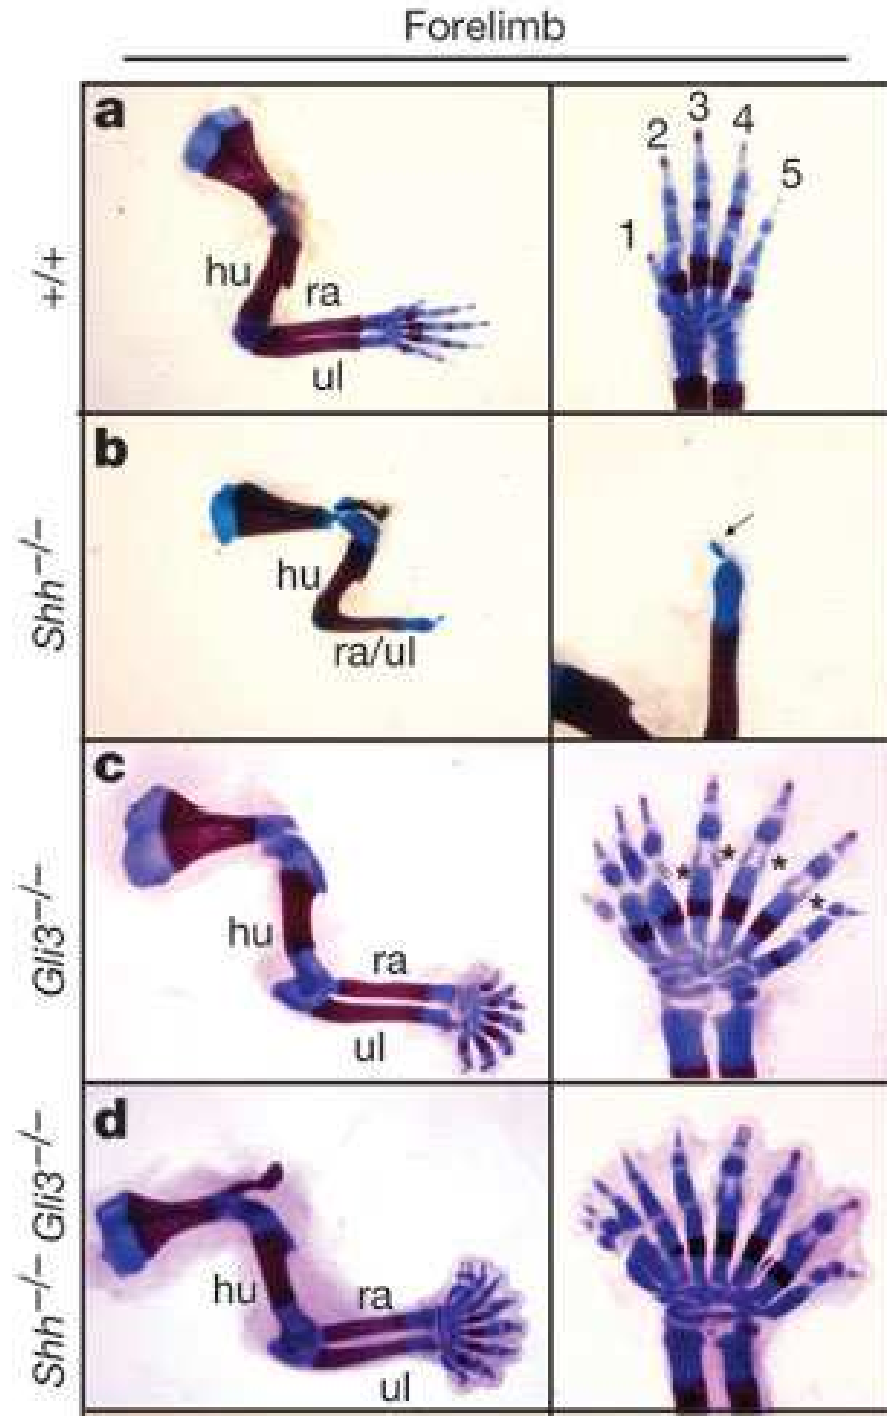 Forelimb
a
+/+
hu
ra
ul
1
2
3
4
5
b
Shh−/−
hu
ra/ul
c
Gli3−/−
hu
ra
ul
*
*
*
*
d
Shh−/− Gli3−/−
hu
ra
ul